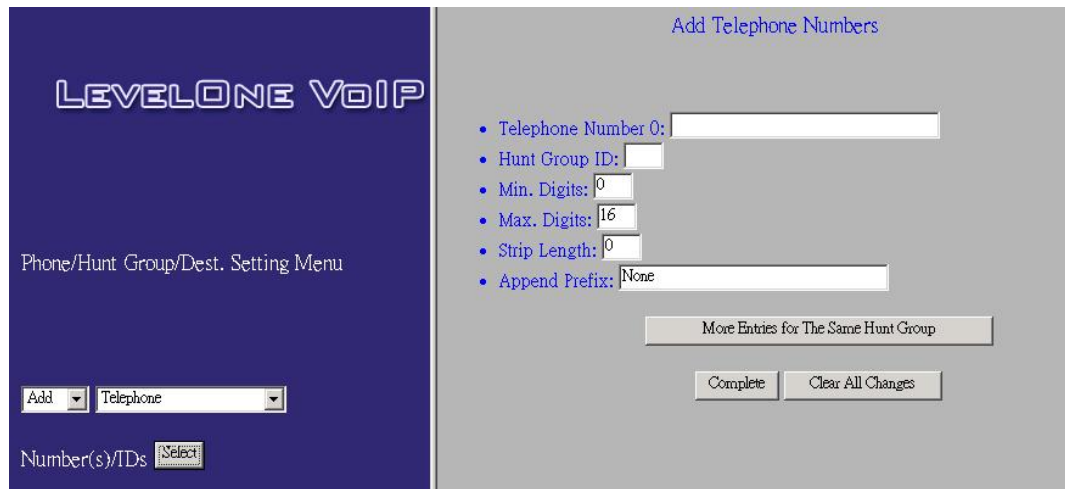 LEVELONE VOIP
Phone/Hunt Group/Dest. Setting Menu
Add Telephone
Number(s)/IDs Select
Add Telephone Numbers
Telephone Number 0:
Hunt Group ID:
Min. Digits: 0
Max. Digits: 16
Strip Length: 0
Append Prefix: None
More Entries for The Same Hunt Group
Complete Clear All Changes